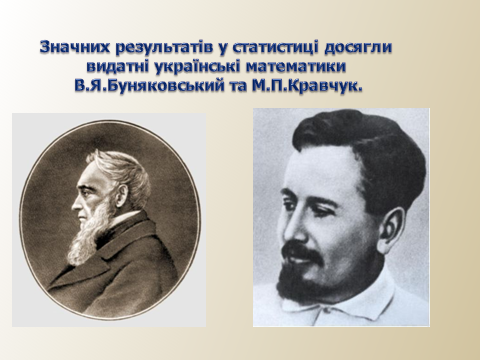 Значних результатів у статистиці досягли
видатні українські математики
В.Я.Буняковський та М.П.Кравчук.